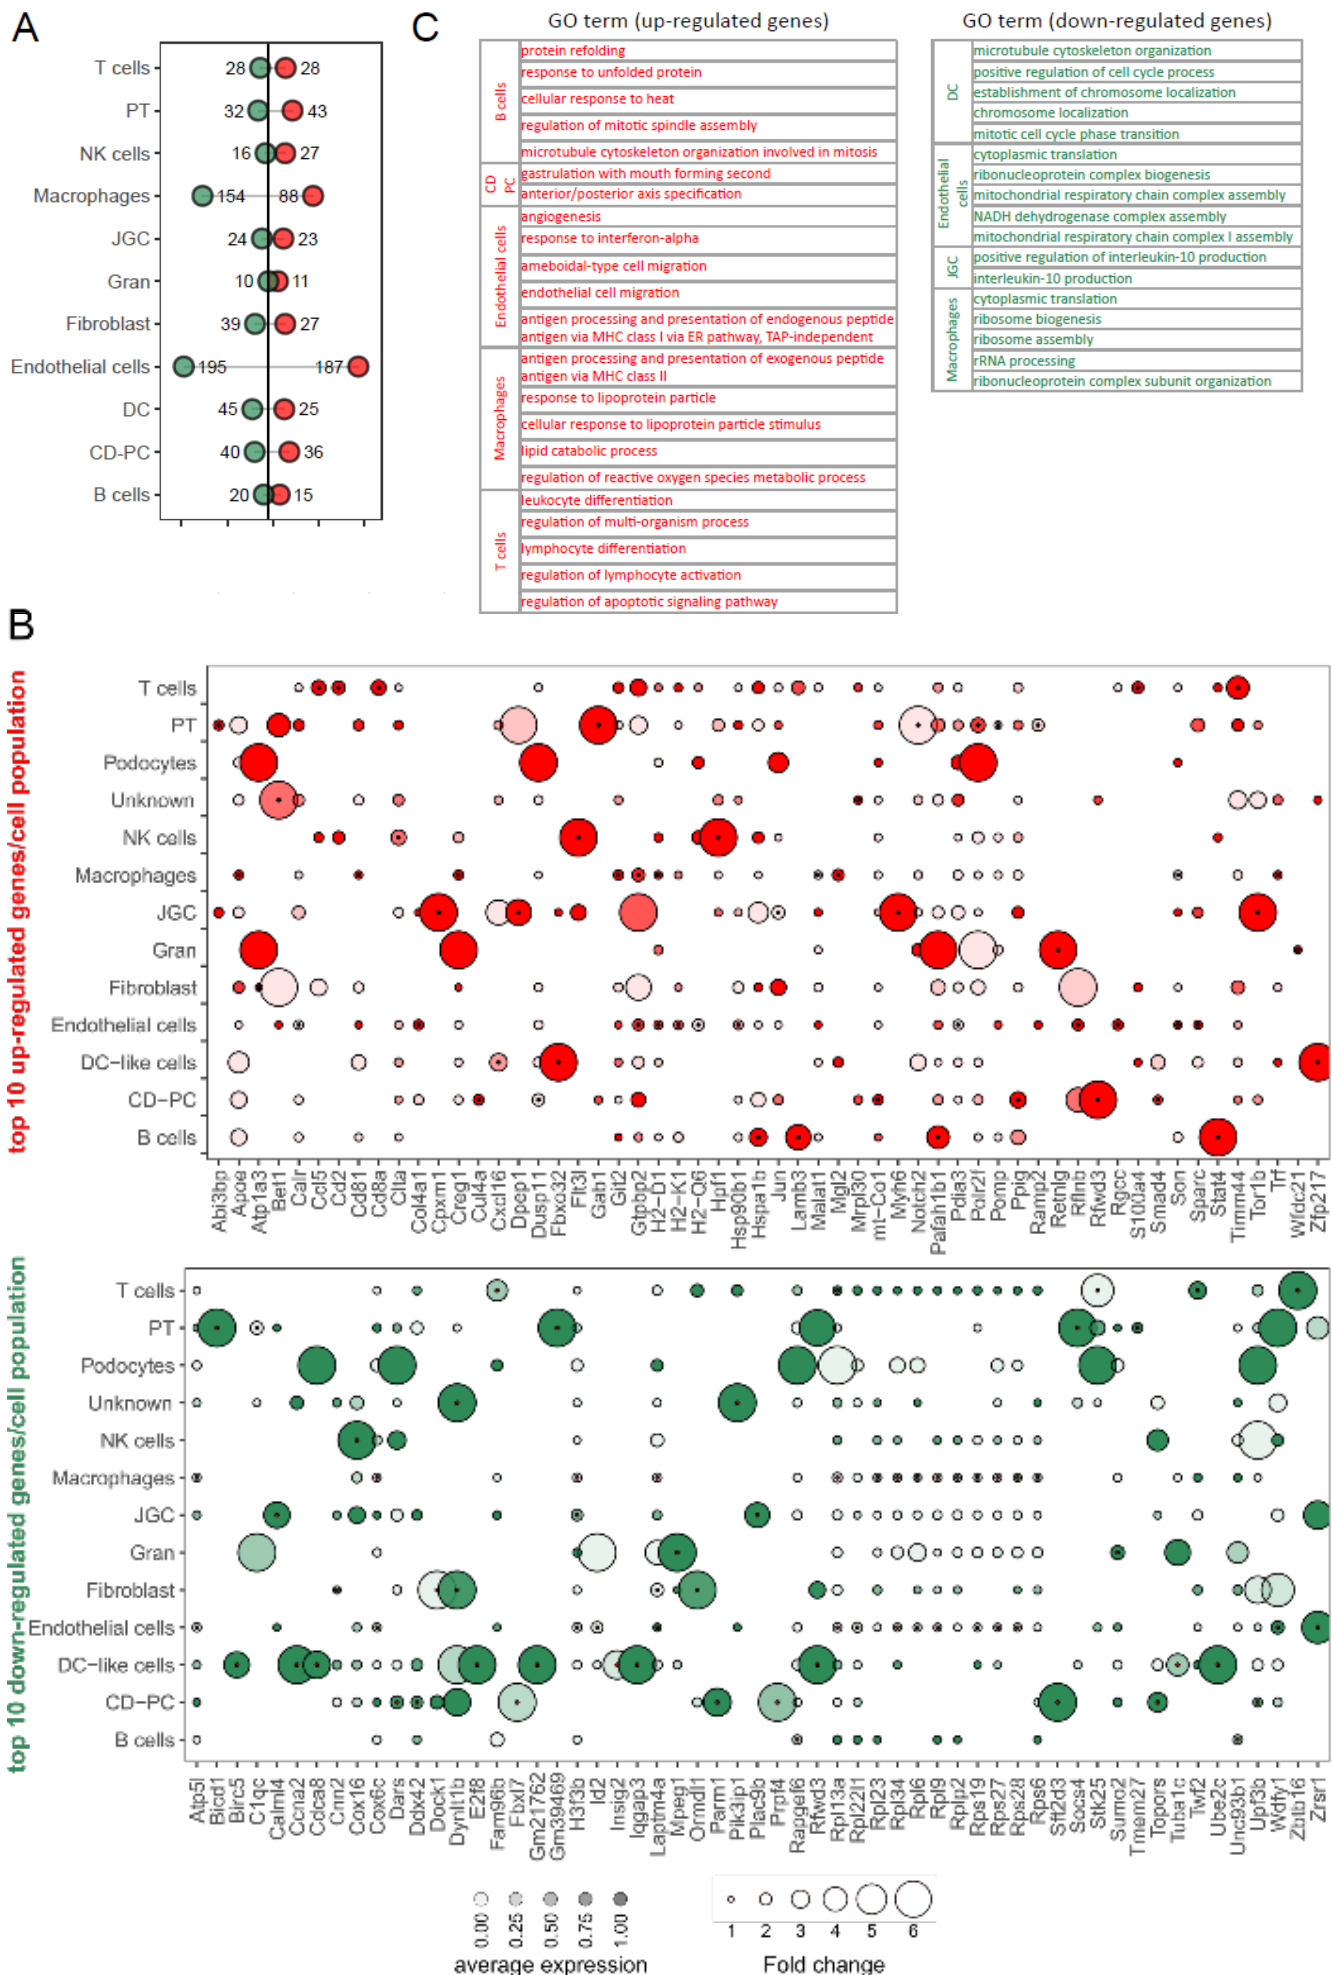 A
T cells 28 28
PT 32 43
NK cells 16 27
Macrophages 154 88
JGC 24 23
Gran 10 11
Fibroblast 39 27
Endothelial cells 195 187
DC 45 25
CD-PC 40 36
B cells 20 15
C
GO term (up-regulated genes)
B cells
protein refolding
response to unfolded protein
cellular response to heat
regulation of mitotic spindle assembly
microtubule cytoskeleton organization involved in mitosis
CD
PC
gastrulation with mouth forming second
anterior/posterior axis specification
Endothelial cells
angiogenesis
response to interferon-alpha
ameboidal-type cell migration
endothelial cell migration
antigen processing and presentation of endogenous peptide
antigen via MHC class I via ER pathway, TAP-independent
Macrophages
antigen processing and presentation of exogenous peptide
antigen via MHC class II
response to lipoprotein particle
cellular response to lipoprotein particle stimulus
lipid catabolic process
regulation of reactive oxygen species metabolic process
T cells
leukocyte differentiation
regulation of multi-organism process
lymphocyte differentiation
regulation of lymphocyte activation
regulation of apoptotic signaling pathway
GO term (down-regulated genes)
DC
microtubule cytoskeleton organization
positive regulation of cell cycle process
establishment of chromosome localization
chromosome localization
mitotic cell cycle phase transition
Endothelial
cells
cytoplasmic translation
ribonucleoprotein complex biogenesis
mitochondrial respiratory chain complex assembly
NADH dehydrogenase complex assembly
mitochondrial respiratory chain complex I assembly
JGC
positive regulation of interleukin-10 production
interleukin-10 production
Macrophages
cytoplasmic translation
ribosome biogenesis
ribosome assembly
rRNA processing
ribonucleoprotein complex subunit organization
B
top 10 up-regulated genes/cell population
T cells
PT
Podocytes
Unknown
NK cells
Macrophages
JGC
Gran
Fibroblast
Endothelial cells
DC-like cells
CD-PC
B cells
Abi3bp
Apoe
Atp1a3
Bet1
Calr
Ccl5
Cd2
Cd81
Cd8a
Clta
Col4a1
Cpxm1
Creg1
Cul4a
Cxcl16
Dpep1
Dusp11
Fbxo32
Flt3l
Gab1
Git2
Gtpbp2
H2-D1
H2-K1
H2-Q6
Hpf1
Hsp90b1
Hspa1b
Jun
Lamb3
Malat1
Mgl2
Mrpl30
mt-Co1
Myh6
Notch2
Pafah1b1
Pdia3
Polr2f
Pomp
Ppig
Ramp2
Retnlg
Rflnb
Rfwd3
Rgcc
S100a4
Smad4
Son
Sparc
Stat4
Timm44
Tor1b
Trf
Wfdc21
Zfp217
top 10 down-regulated genes/cell population
T cells
PT
Podocytes
Unknown
NK cells
Macrophages
JGC
Gran
Fibroblast
Endothelial cells
DC-like cells
CD-PC
B cells
Atp5l
Bicd1
Birc5
C1qc
Calml4
Ccna2
Cdca8
Cnn2
Cox16
Cox6c
Dars
Ddx42
Dock1
Dynlt1b
E2f8
Fam96b
Fbxl7
Gm21762
Gm39469
H3f3b
Id2
Insig2
Iqgap3
Laptm4a
Mpeg1
Ormdl1
Parm1
Pik3ip1
Plac9b
Prpf4
Rapgef6
Rfwd3
Rpl13a
Rpl22l1
Rpl23
Rpl34
Rpl6
Rpl9
Rplp2
Rps19
Rps27
Rps28
Rps6
Sft2d3
Socs4
Stk25
Sumo2
Tmem27
Topors
Tuba1c
Twf2
Ube2c
Unc93b1
Upf3b
Wdfy1
Zbtb16
Zrsr1
0.00 0.25 0.50 0.75 1.00
average expression
1 2 3 4 5 6
Fold change